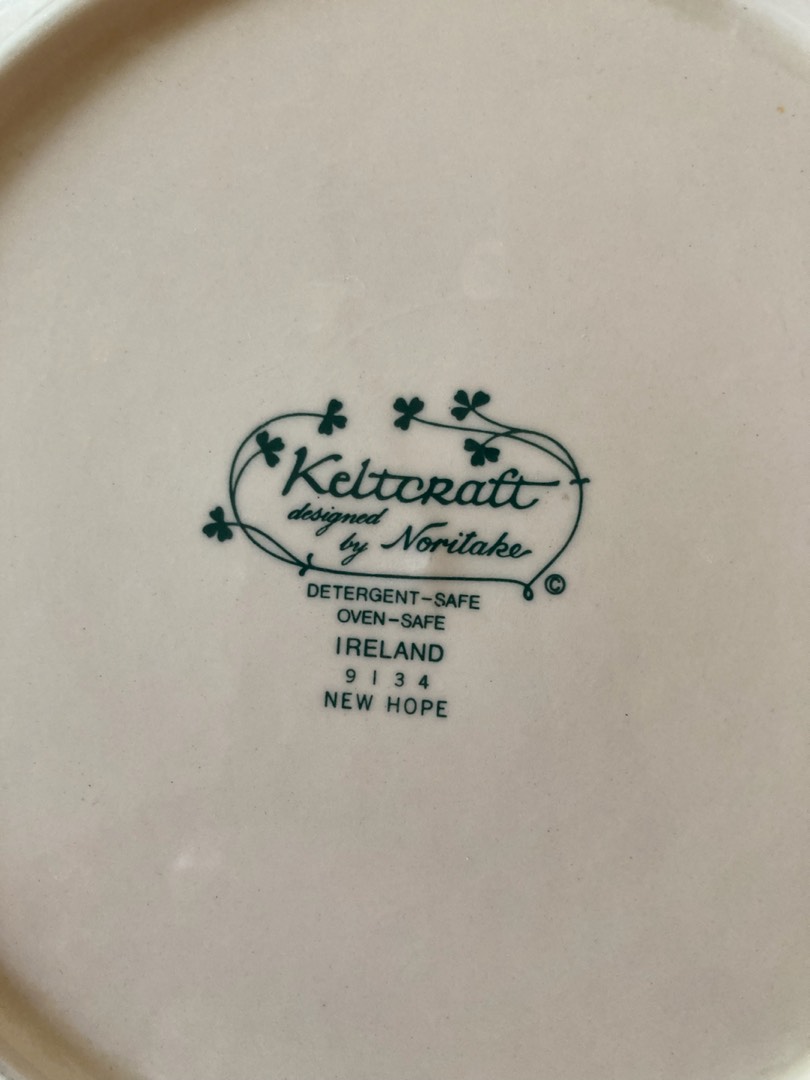 Keltcraft
designed
by Noritake
©
DETERGENT-SAFE
OVEN-SAFE
IRELAND
9134
NEW HOPE